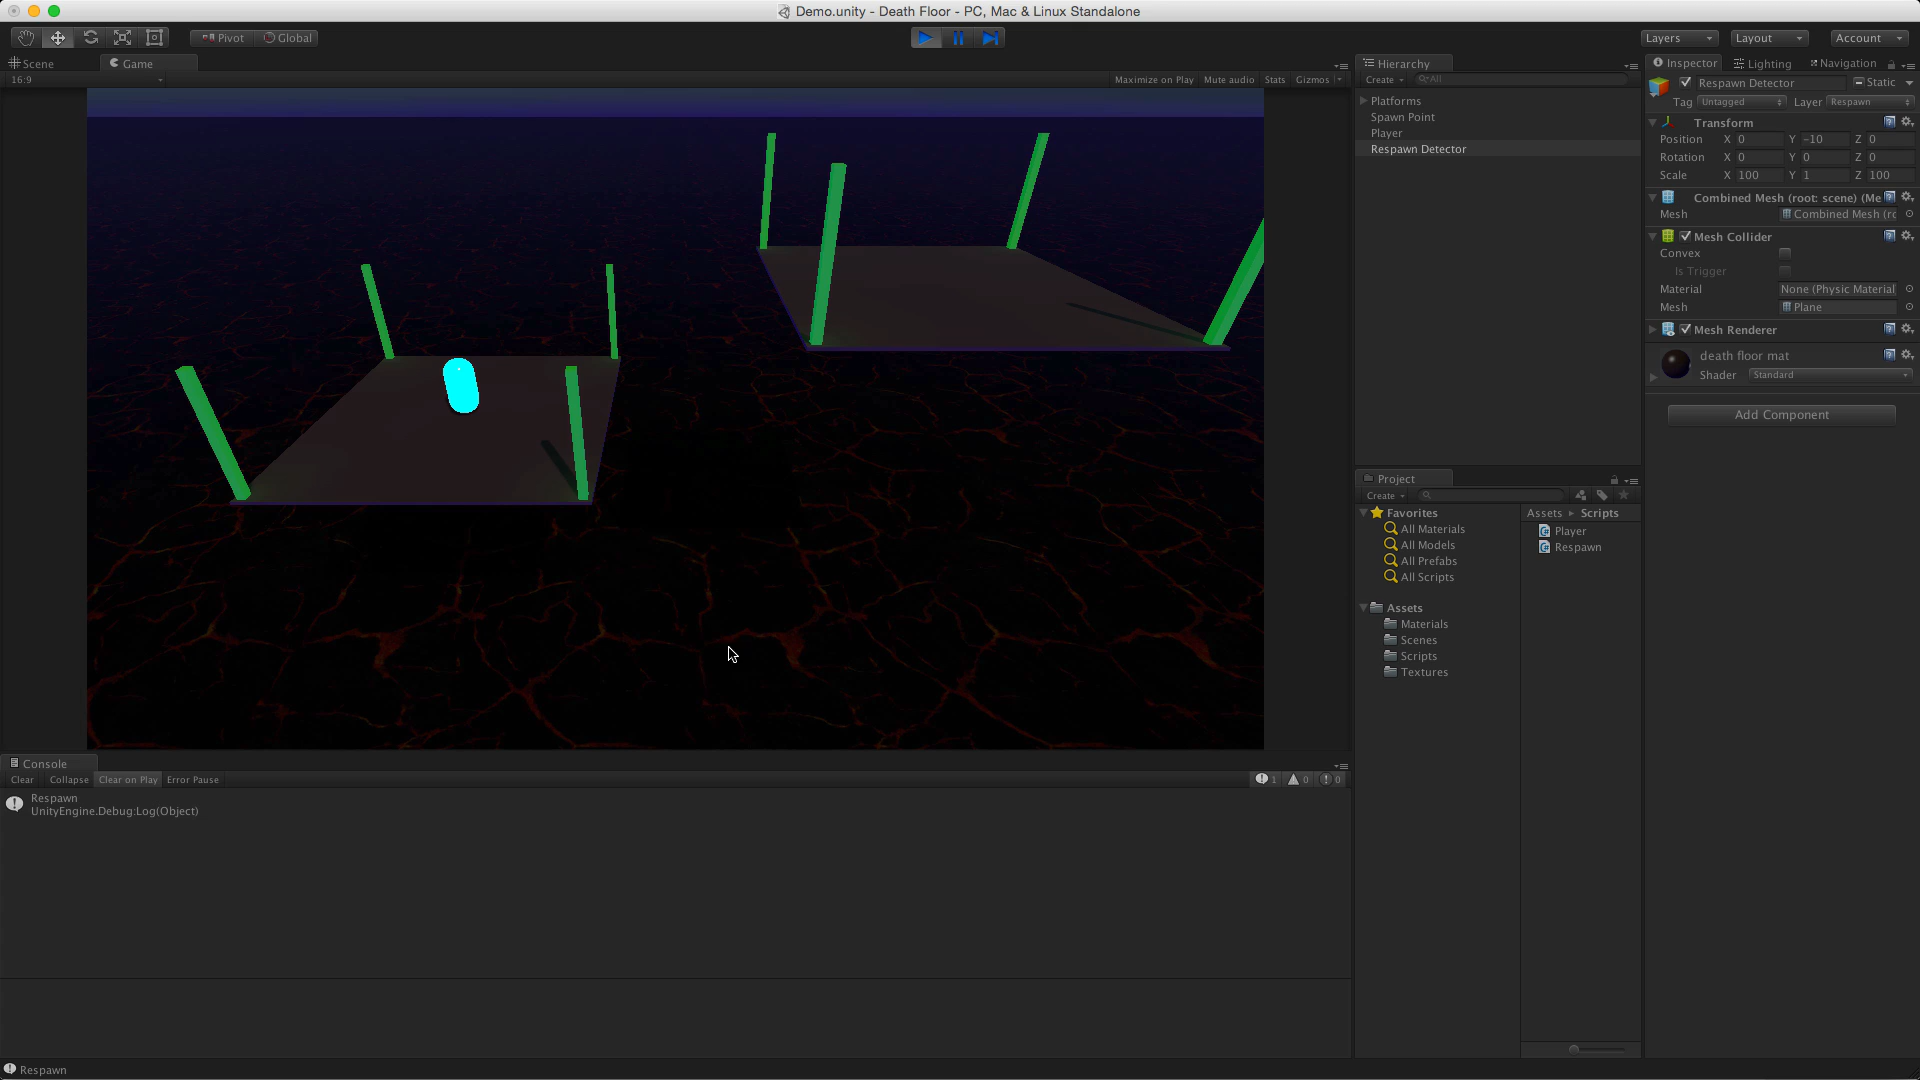 Demo.unity - Death Floor - PC, Mac & Linux Standalone
Pivot Global
Layers Layout Account
Scene Game
16:9 Maximize on Play Mute audio Stats Gizmos
Hierarchy
Create All
Platforms
Spawn Point
Player
Respawn Detector
Inspector Lighting Navigation
Respawn Detector Static
Tag Untagged Layer Respawn
Transform
Position X 0 Y -10 Z 0
Rotation X 0 Y 0 Z 0
Scale X 100 Y 1 Z 100
Combined Mesh (root: scene) (Me
Mesh Combined Mesh (rc
Mesh Collider
Convex
Is Trigger
Material None (Physic Material
Mesh Plane
Mesh Renderer
death floor mat
Shader Standard
Add Component
Project
Create
Favorites
All Materials
All Models
All Prefabs
All Scripts
Assets
Materials
Scenes
Scripts
Textures
Assets Scripts
Player
Respawn
Console
Clear Collapse Clear on Play Error Pause 1 0 0
Respawn
UnityEngine.Debug:Log(Object)
Respawn